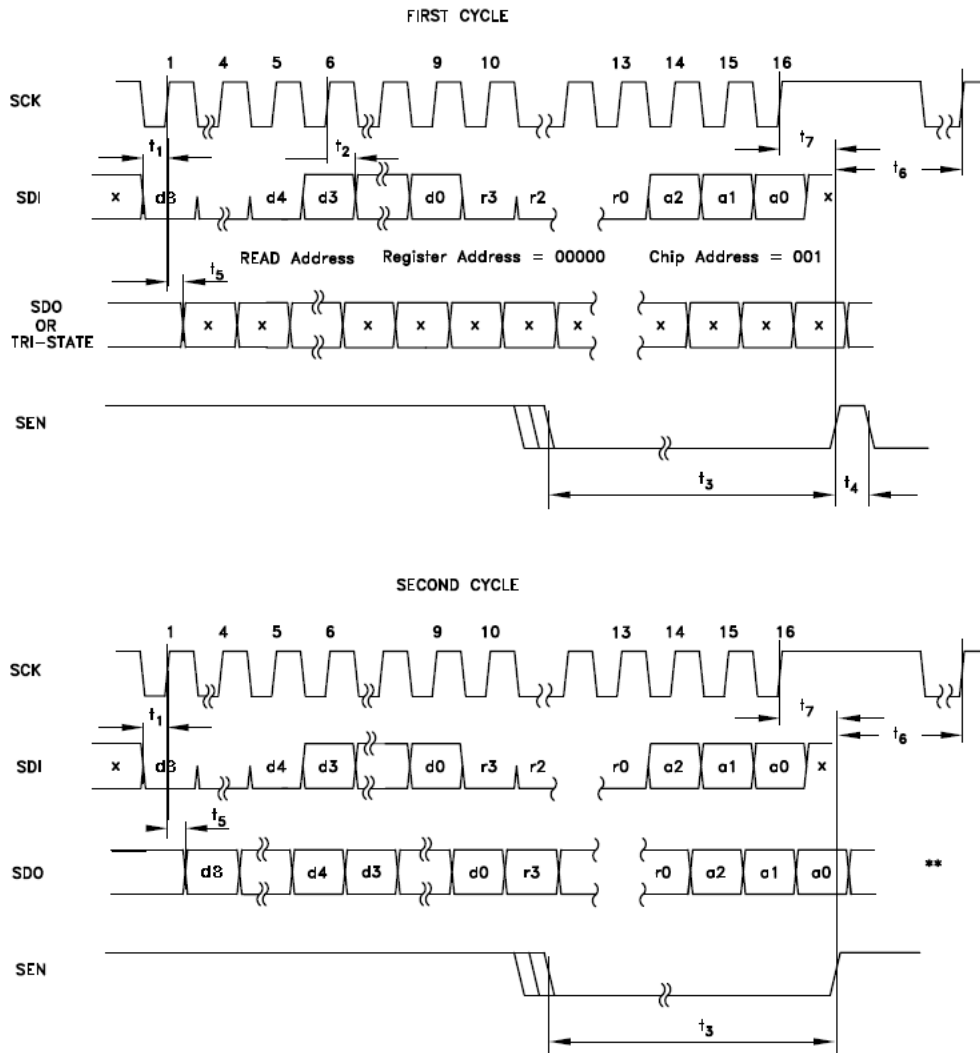 FIRST CYCLE
1 4 5 6 9 10 13 14 15 16
SCK
t1 t2 t7 t6
SDI x d8 d4 d3 d0 r3 r2 r0 a2 a1 a0 x
READ Address Register Address = 00000 Chip Address = 001
t5
SDO
OR
TRI-STATE
x x x x x x x x x x x
SEN
t3 t4
SECOND CYCLE
1 4 5 6 9 10 13 14 15 16
SCK
t1 t7 t6
SDI x d8 d4 d3 d0 r3 r2 r0 a2 a1 a0 x
t5
SDO d8 d4 d3 d0 r3 r0 a2 a1 a0 **
SEN
t3